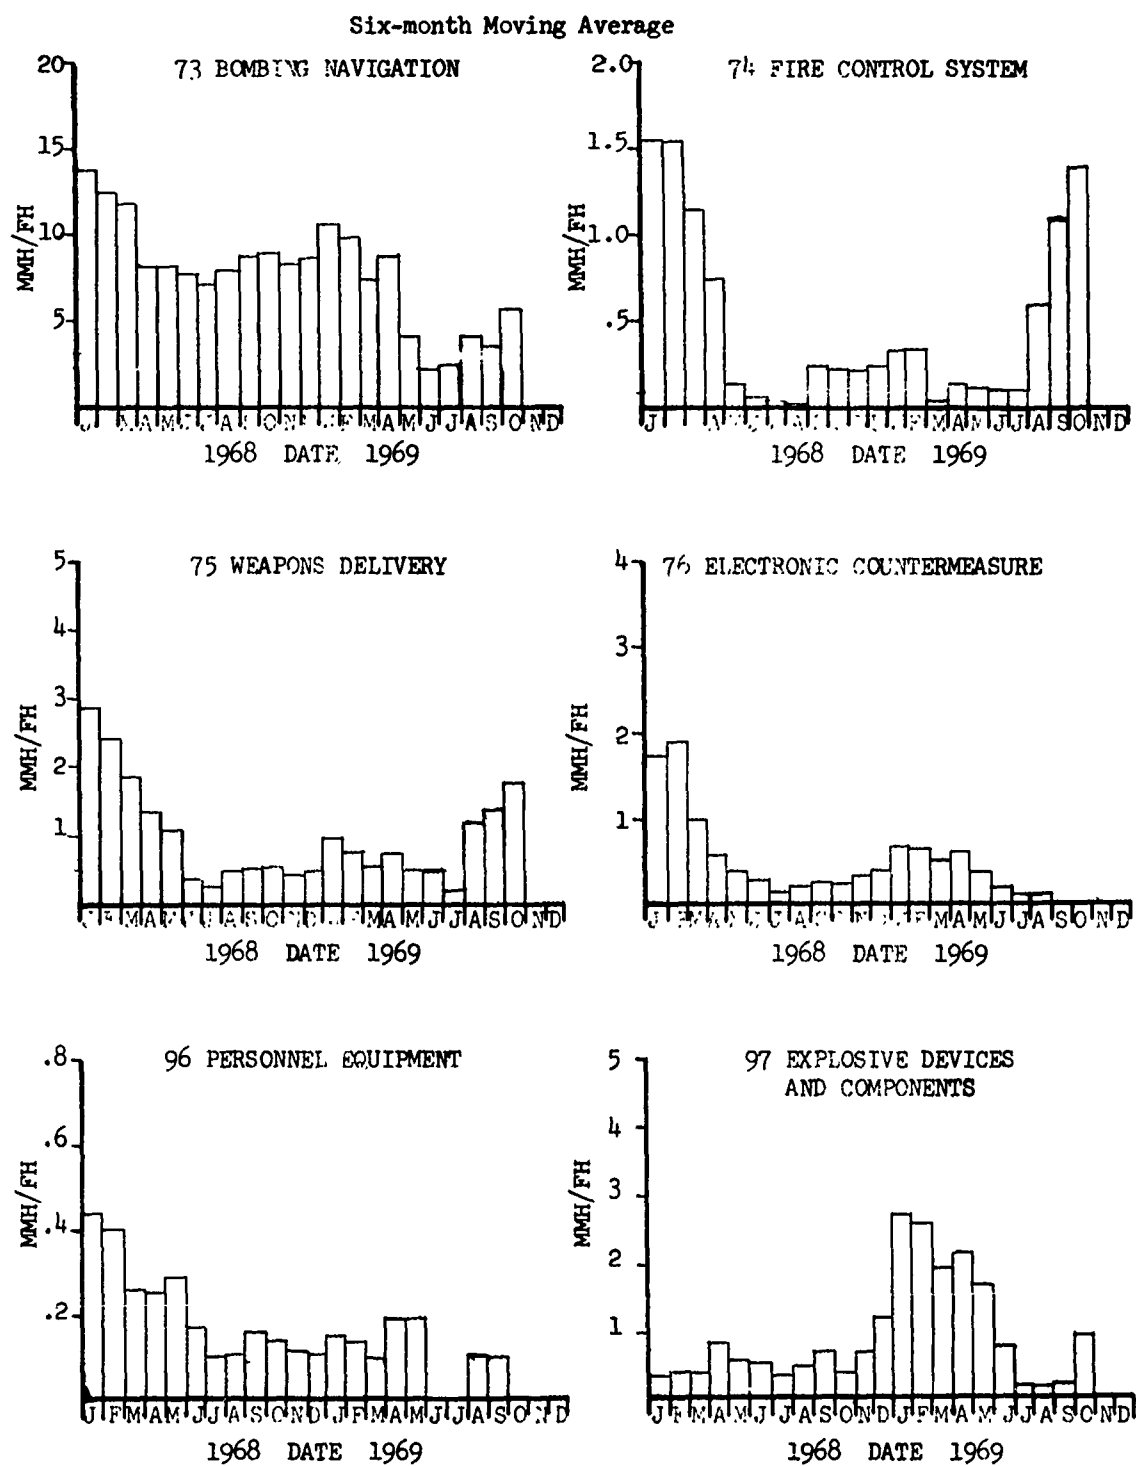 Six-month Moving Average
73 BOMBING NAVIGATION
20
15
10
5
MMH/FH
M A M A O N F M A M J J A S O N D
1968 DATE 1969
74 FIRE CONTROL SYSTEM
2.0
1.5
1.0
.5
MMH/FH
J F M A M J J A S O N D
1968 DATE 1969
75 WEAPONS DELIVERY
5
4
3
2
1
MMH/FH
F M A M A S O N D F M A M J J A S O N D
1968 DATE 1969
76 ELECTRONIC COUNTERMEASURE
4
3
2
1
MMH/FH
J F M A M J J A S O N D
1968 DATE 1969
96 PERSONNEL EQUIPMENT
.8
.6
.4
.2
MMH/FH
J F M A M J J A S O N D J F M A M J J A S O N D
1968 DATE 1969
97 EXPLOSIVE DEVICES
AND COMPONENTS
5
4
3
2
1
MMH/FH
J F M A M J J A S O N D J F M A M J J A S O N D
1968 DATE 1969